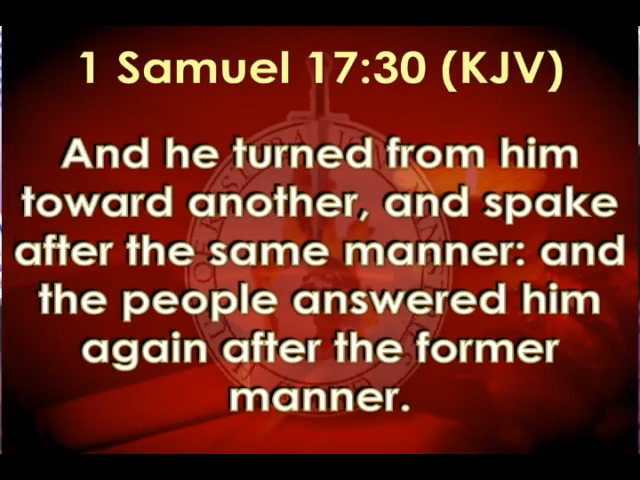 1 Samuel 17:30 (KJV)
And he turned from him
toward another, and spake
after the same manner: and
the people answered him
again after the former
manner.